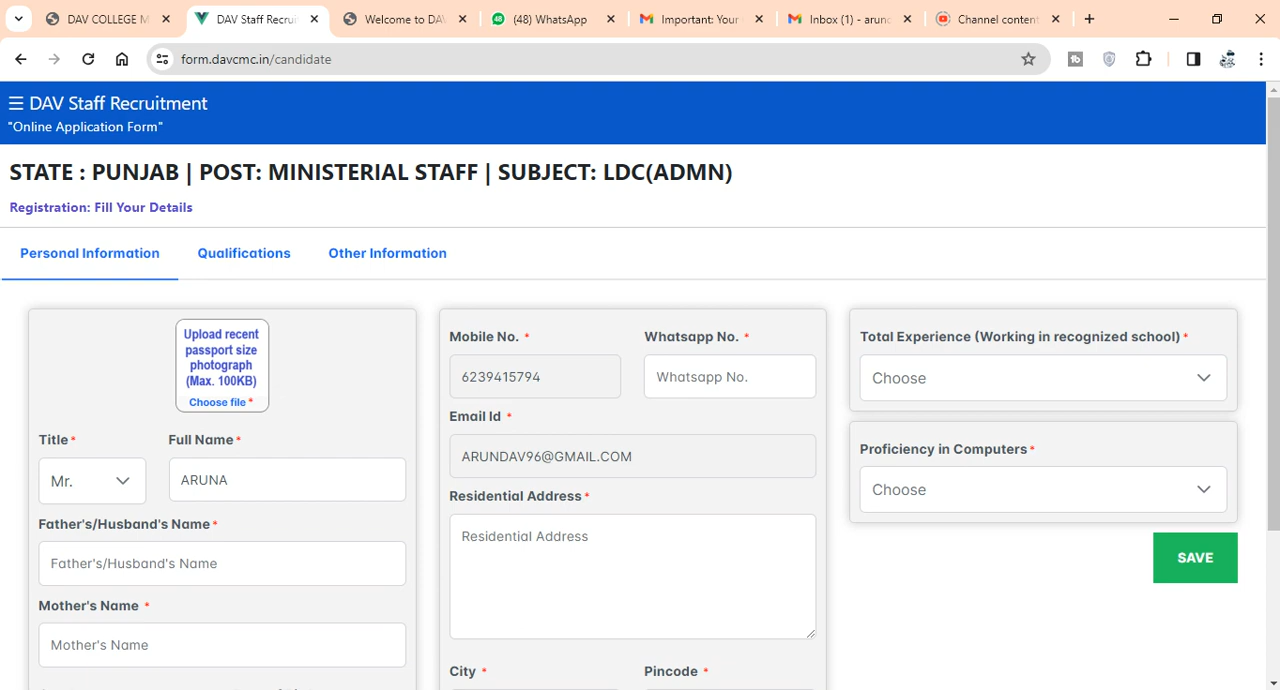 DAV COLLEGE M
DAV Staff Recrui
Welcome to DAV
48
(48) WhatsApp
Important: Your
Inbox (1) - arund
Channel content
form.davcmc.in/candidate
☰ DAV Staff Recruitment
"Online Application Form"
STATE : PUNJAB | POST: MINISTERIAL STAFF | SUBJECT: LDC(ADMN)
Registration: Fill Your Details
Personal Information
Qualifications
Other Information
Upload recent
passport size
photograph
(Max. 100KB)
Choose file *
Title *
Full Name *
Mr.
ARUNA
Father's/Husband's Name *
Father's/Husband's Name
Mother's Name *
Mother's Name
Mobile No. *
Whatsapp No. *
6239415794
Whatsapp No.
Email Id *
ARUNDAV96@GMAIL.COM
Residential Address *
Residential Address
City *
Pincode *
Total Experience (Working in recognized school) *
Choose
Proficiency in Computers *
Choose
SAVE